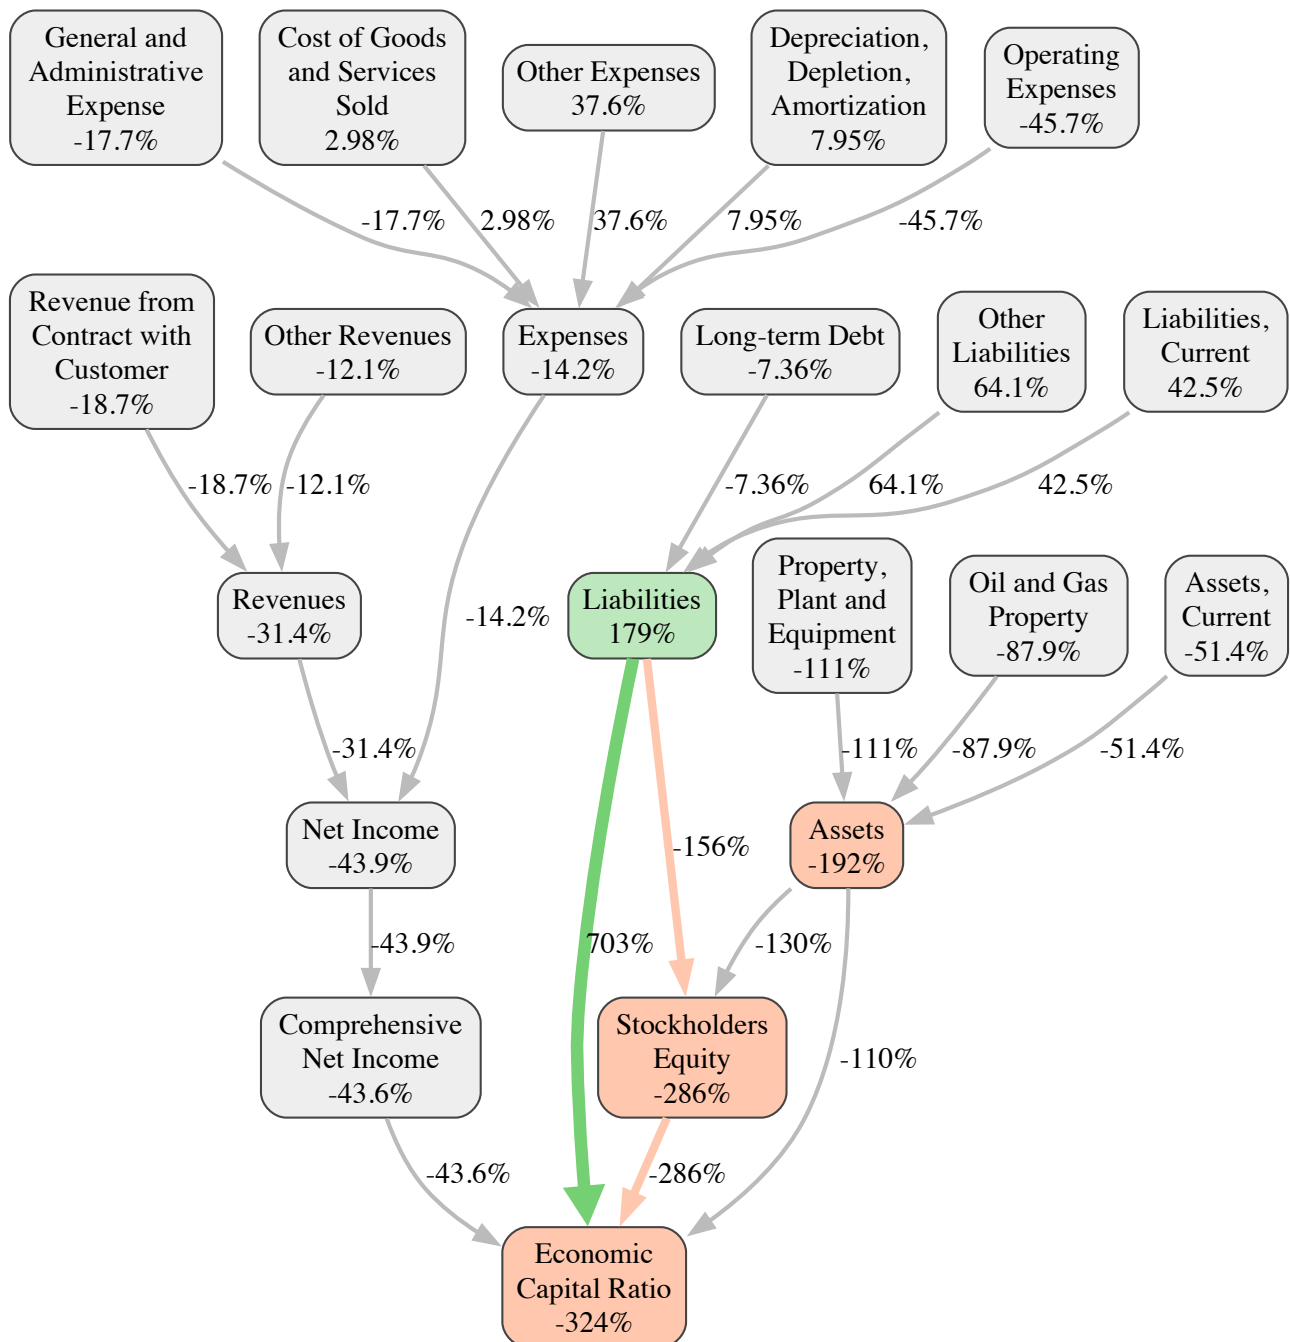 General and
Administrative
Expense
-17.7%
Cost of Goods
and Services
Sold
2.98%
Other Expenses
37.6%
Depreciation,
Depletion,
Amortization
7.95%
Operating
Expenses
-45.7%
-17.7%
2.98%
37.6%
7.95%
-45.7%
Revenue from
Contract with
Customer
-18.7%
Other Revenues
-12.1%
Expenses
-14.2%
Long-term Debt
-7.36%
Other
Liabilities
64.1%
Liabilities,
Current
42.5%
-18.7%
-12.1%
-7.36%
64.1%
42.5%
Revenues
-31.4%
-14.2%
Liabilities
179%
Property,
Plant and
Equipment
-111%
Oil and Gas
Property
-87.9%
Assets,
Current
-51.4%
-31.4%
-111%
-87.9%
-51.4%
Net Income
-43.9%
-156%
Assets
-192%
-43.9%
703%
-130%
Comprehensive
Net Income
-43.6%
Stockholders
Equity
-286%
-110%
-43.6%
-286%
Economic
Capital Ratio
-324%